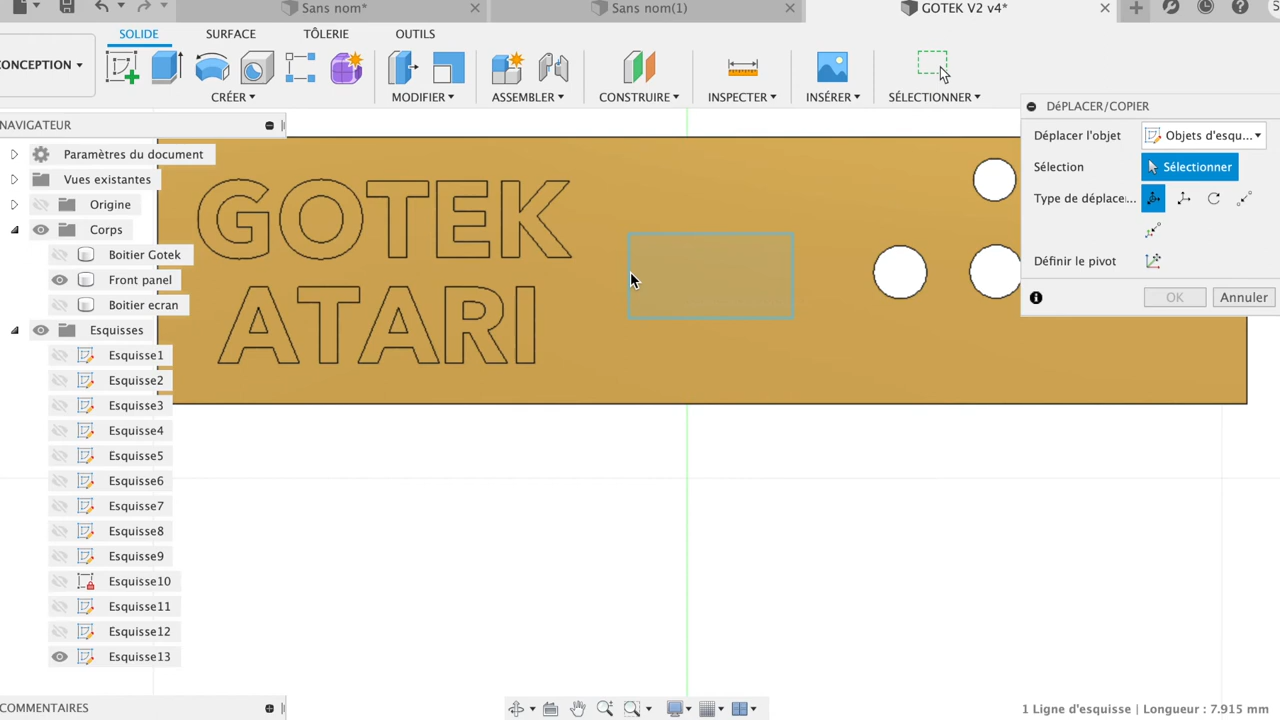 Sans nom*
Sans nom(1)
GOTEK V2 v4*
SOLIDE
SURFACE
TÔLERIE
OUTILS
ONCEPTION
CRÉER
MODIFIER
ASSEMBLER
CONSTRUIRE
INSPECTER
INSÉRER
SÉLECTIONNER
NAVIGATEUR
Paramètres du document
Vues existantes
Origine
Corps
Boitier Gotek
Front panel
Boitier ecran
Esquisses
Esquisse1
Esquisse2
Esquisse3
Esquisse4
Esquisse5
Esquisse6
Esquisse7
Esquisse8
Esquisse9
Esquisse10
Esquisse11
Esquisse12
Esquisse13
GOTEK
ATARI
DéPLACER/COPIER
Déplacer l'objet Objets d'esqu...
Sélection Sélectionner
Type de déplace...
Définir le pivot
OK Annuler
COMMENTAIRES
1 Ligne d'esquisse | Longueur : 7.915 mm